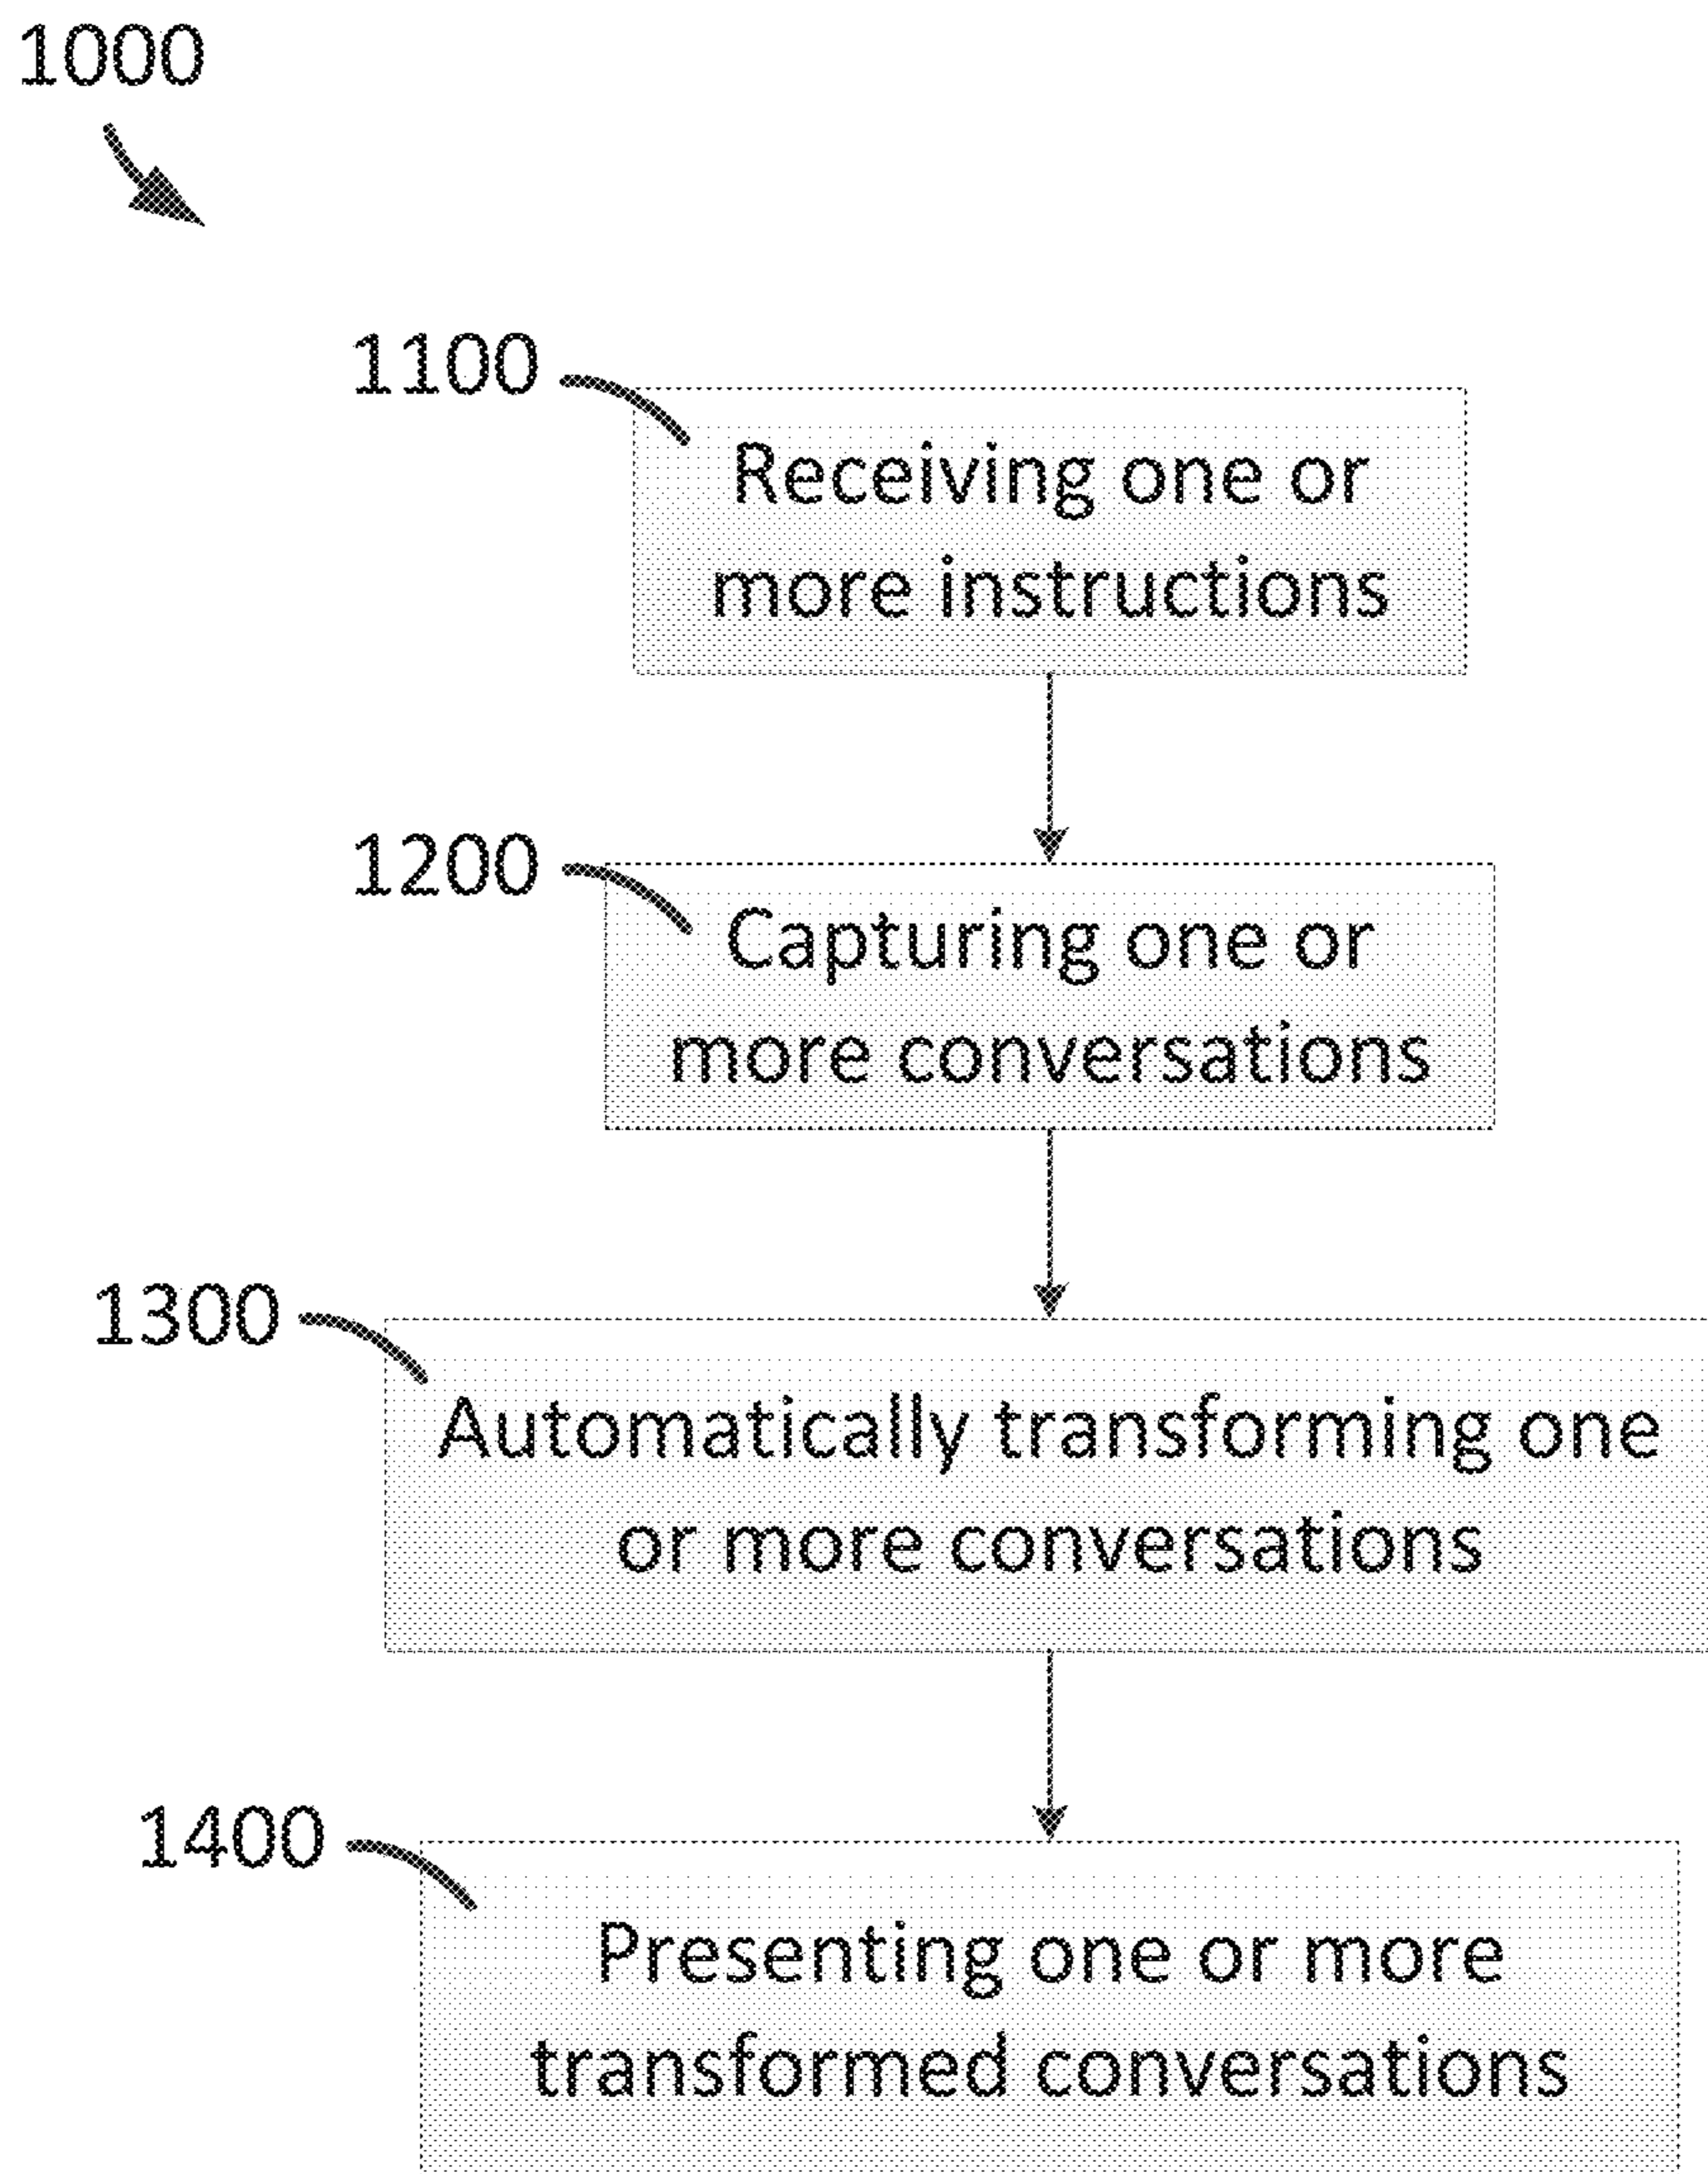 1000
1100
Receiving one or
more instructions
1200
Capturing one or
more conversations
1300
Automatically transforming one
or more conversations
1400
Presenting one or more
transformed conversations